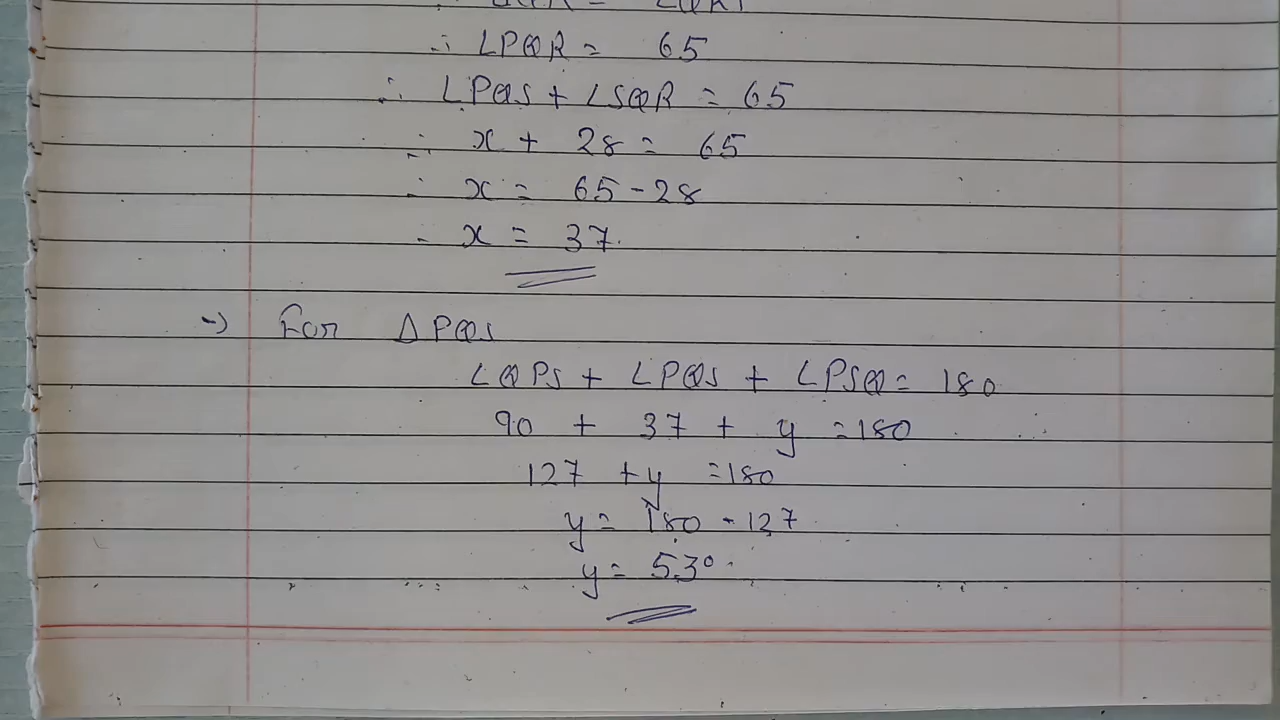 ∴ ∠PQR = 65
∴ ∠PQS + ∠SQR = 65
∴ x + 28 = 65
∴ x = 65 - 28
∴ x = 37.
→ For △PQS
∠QPS + ∠PQS + ∠PSQ = 180
90 + 37 + y = 180
127 + y = 180
y = 180 - 127
y = 53°